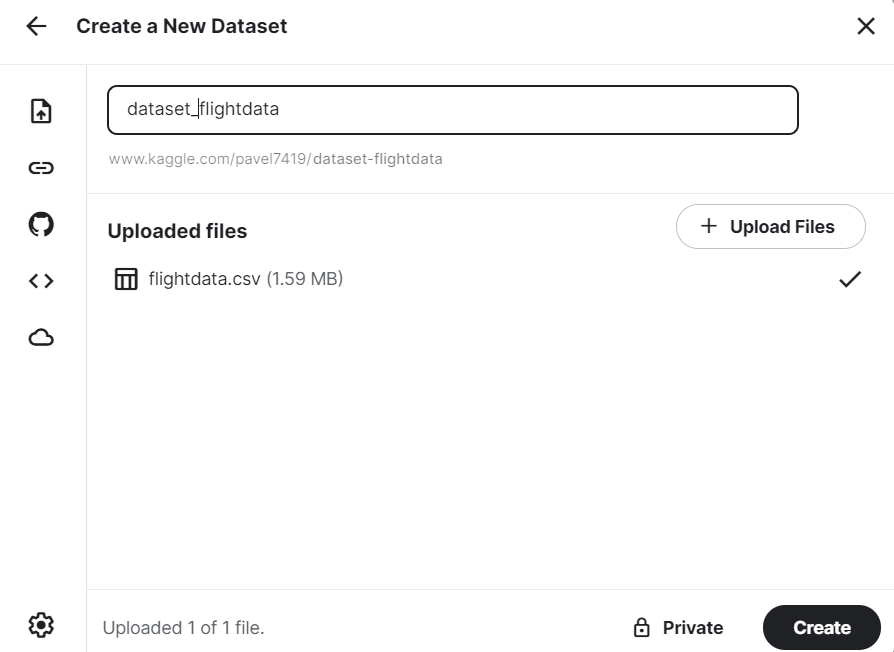 Create a New Dataset
dataset_flightdata
www.kaggle.com/pavel7419/dataset-flightdata
Uploaded files
Upload Files
flightdata.csv (1.59 MB)
Uploaded 1 of 1 file.
Private
Create